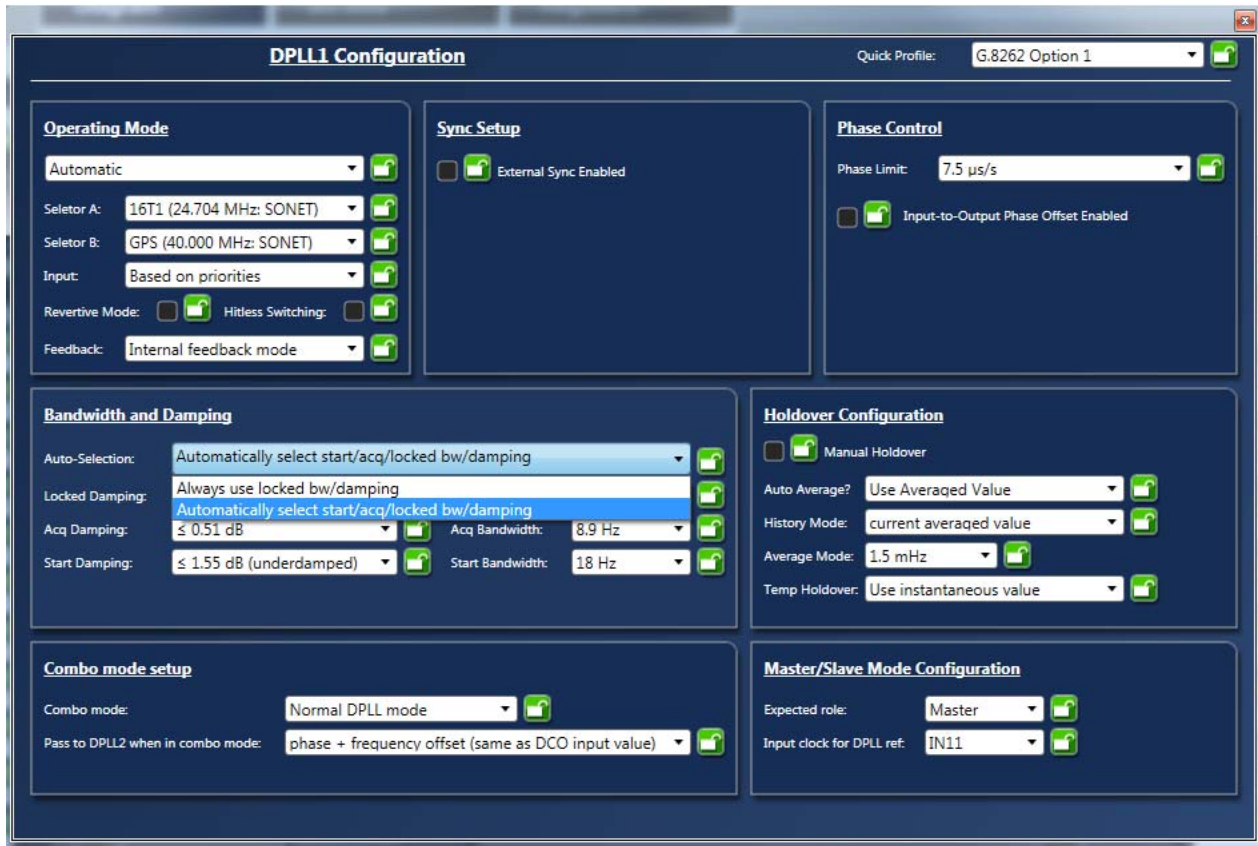 DPLL1 Configuration
Quick Profile: G.8262 Option 1
Operating Mode
Automatic
Seletor A: 16T1 (24.704 MHz: SONET)
Seletor B: GPS (40.000 MHz: SONET)
Input: Based on priorities
Revertive Mode: Hitless Switching:
Feedback: Internal feedback mode
Sync Setup
External Sync Enabled
Phase Control
Phase Limit: 7.5 µs/s
Input-to-Output Phase Offset Enabled
Bandwidth and Damping
Auto-Selection: Automatically select start/acq/locked bw/damping
Always use locked bw/damping
Automatically select start/acq/locked bw/damping
Locked Damping:
Acq Damping: ≤ 0.51 dB Acq Bandwidth: 8.9 Hz
Start Damping: ≤ 1.55 dB (underdamped) Start Bandwidth: 18 Hz
Holdover Configuration
Manual Holdover
Auto Average? Use Averaged Value
History Mode: current averaged value
Average Mode: 1.5 mHz
Temp Holdover: Use instantaneous value
Combo mode setup
Combo mode: Normal DPLL mode
Pass to DPLL2 when in combo mode: phase + frequency offset (same as DCO input value)
Master/Slave Mode Configuration
Expected role: Master
Input clock for DPLL ref: IN11